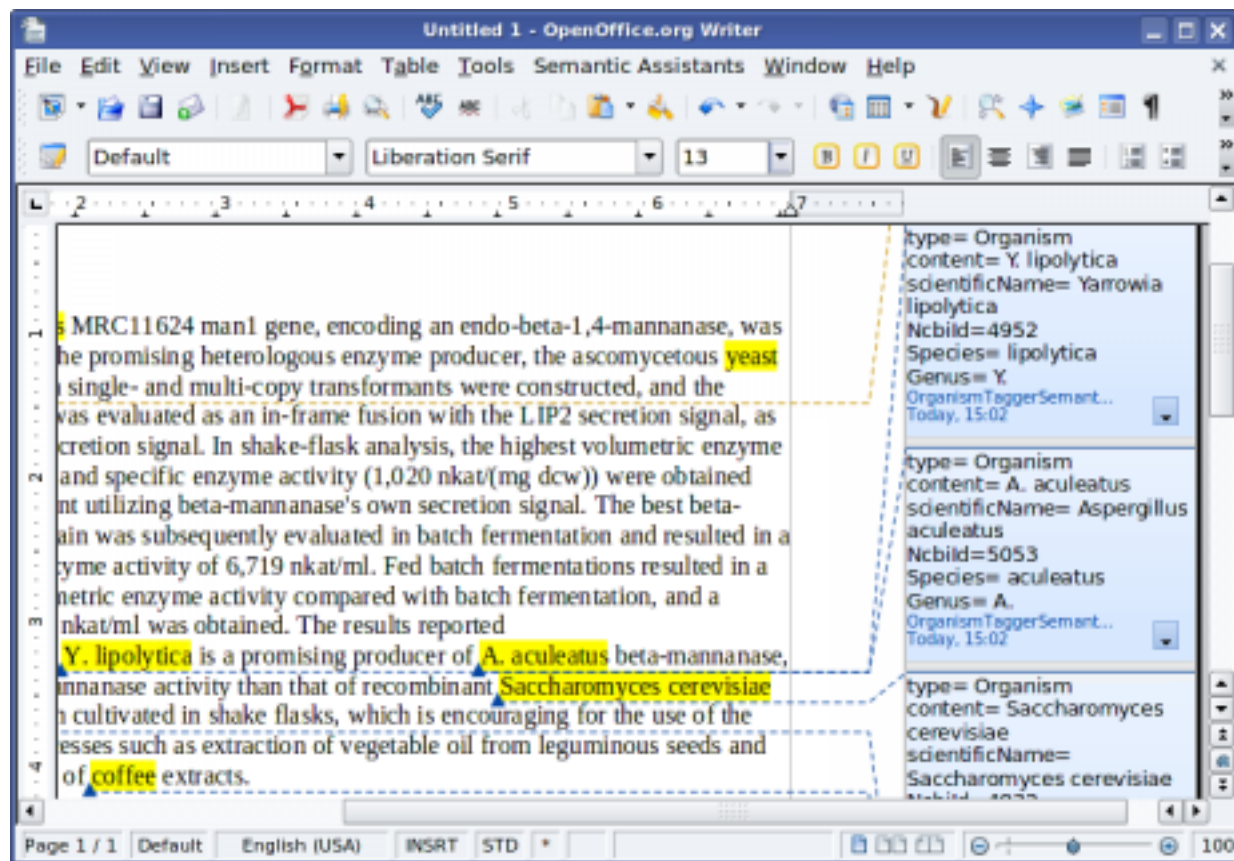 Untitled 1 - OpenOffice.org Writer
File Edit View Insert Format Table Tools Semantic Assistants Window Help
Default Liberation Serif 13
2 3 4 5 6 7
s MRC11624 man1 gene, encoding an endo-beta-1,4-mannanase, was
he promising heterologous enzyme producer, the ascomycetous yeast
single- and multi-copy transformants were constructed, and the
was evaluated as an in-frame fusion with the LIP2 secretion signal, as
cretion signal. In shake-flask analysis, the highest volumetric enzyme
and specific enzyme activity (1,020 nkat/(mg dcw)) were obtained
nt utilizing beta-mannanase's own secretion signal. The best beta-
ain was subsequently evaluated in batch fermentation and resulted in a
zyme activity of 6,719 nkat/ml. Fed batch fermentations resulted in a
metric enzyme activity compared with batch fermentation, and a
nkat/ml was obtained. The results reported
Y. lipolytica is a promising producer of A. aculeatus beta-mannanase,
nnanase activity than that of recombinant Saccharomyces cerevisiae
n cultivated in shake flasks, which is encouraging for the use of the
esses such as extraction of vegetable oil from leguminous seeds and
of coffee extracts.
1
2
3
4
type= Organism
content= Y. lipolytica
scientificName= Yarrowia
lipolytica
NcbiId=4952
Species= lipolytica
Genus= Y.
OrganismTaggerSemant...
Today, 15:02
type= Organism
content= A. aculeatus
scientificName= Aspergillus
aculeatus
NcbiId=5053
Species= aculeatus
Genus= A.
OrganismTaggerSemant...
Today, 15:02
type= Organism
content= Saccharomyces
cerevisiae
scientificName=
Saccharomyces cerevisiae
Page 1 / 1 Default English (USA) INSRT STD * 100